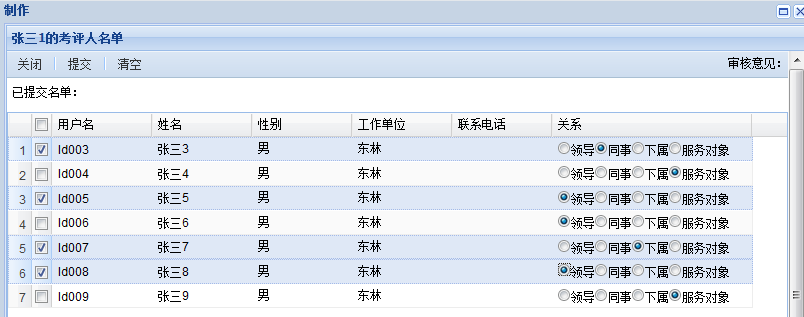 制作
张三1的考评人名单
关闭 提交 清空 审核意见：
已提交名单：
用户名 姓名 性别 工作单位 联系电话 关系
1 ld003 张三3 男 东林 领导 同事 下属 服务对象
2 ld004 张三4 男 东林 领导 同事 下属 服务对象
3 ld005 张三5 男 东林 领导 同事 下属 服务对象
4 ld006 张三6 男 东林 领导 同事 下属 服务对象
5 ld007 张三7 男 东林 领导 同事 下属 服务对象
6 ld008 张三8 男 东林 领导 同事 下属 服务对象
7 ld009 张三9 男 东林 领导 同事 下属 服务对象